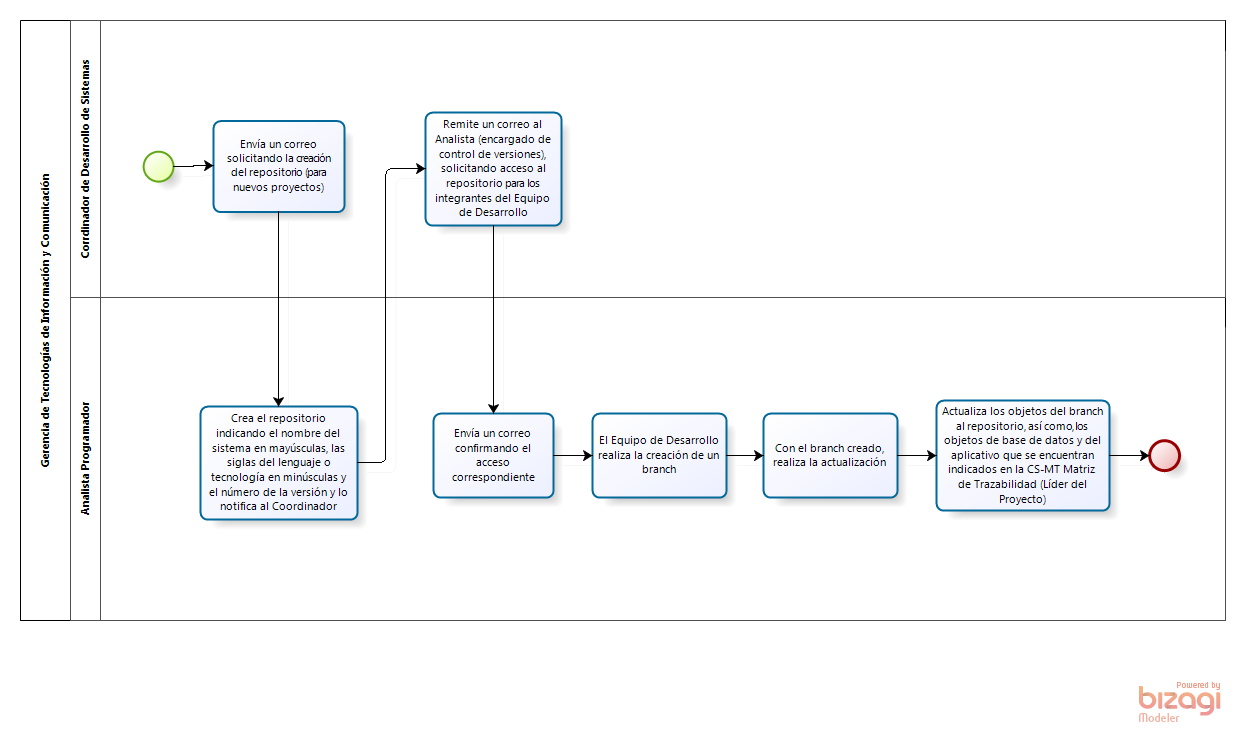 Gerencia de Tecnologías de Información y Comunicación
Coordinador de Desarrollo de Sistemas
Envía un correo
solicitando la creación
del repositorio (para
nuevos proyectos)
Remite un correo al
Analista (encargado de
control de versiones),
solicitando acceso al
repositorio para los
integrantes del Equipo
de Desarrollo
Analista Programador
Crea el repositorio
indicando el nombre del
sistema en mayúsculas, las
siglas del lenguaje o
tecnología en minúsculas y
el número de la versión y lo
notifica al Coordinador
Envía un correo
confirmando el
acceso
correspondiente
El Equipo de Desarrollo
realiza la creación de un
branch
Con el branch creado,
realiza la actualización
Actualiza los objetos del branch
al repositorio, así como,los
objetos de base de datos y del
aplicativo que se encuentran
indicados en la CS-MT Matriz
de Trazabilidad (Líder del
Proyecto)
Powered by
bizagi
Modeler